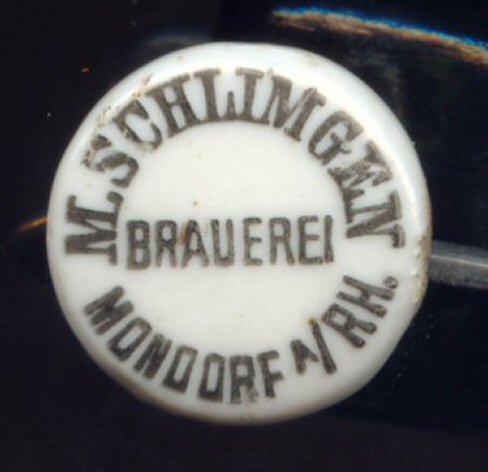 M. SCHLIMGEN
BRAUEREI
MONDORF A/RH.